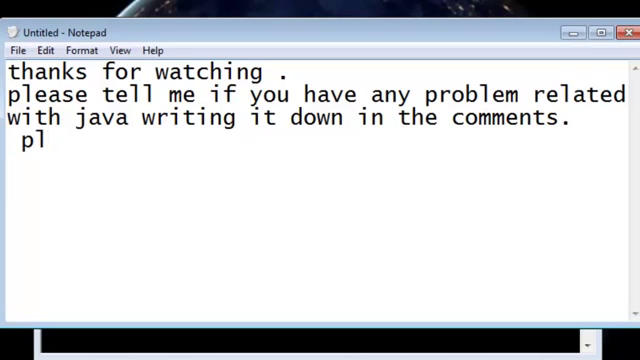 Untitled - Notepad
File Edit Format View Help
thanks for watching .
please tell me if you have any problem related
with java writing it down in the comments.
pl